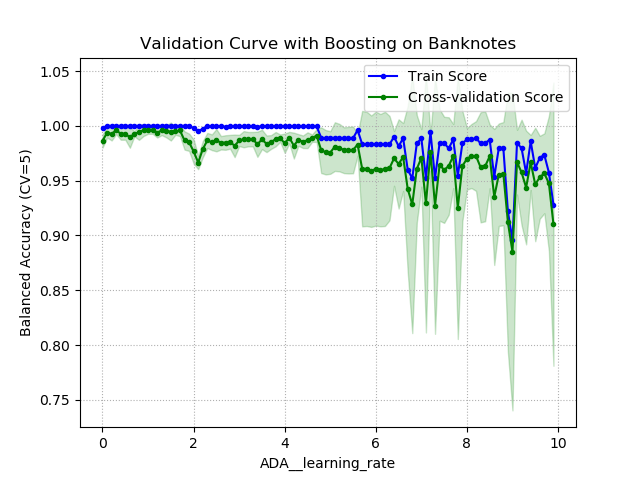 Validation Curve with Boosting on Banknotes
Train Score
Cross-validation Score
Balanced Accuracy (CV=5)
1.05
1.00
0.95
0.90
0.85
0.80
0.75
0 2 4 6 8 10
ADA__learning_rate